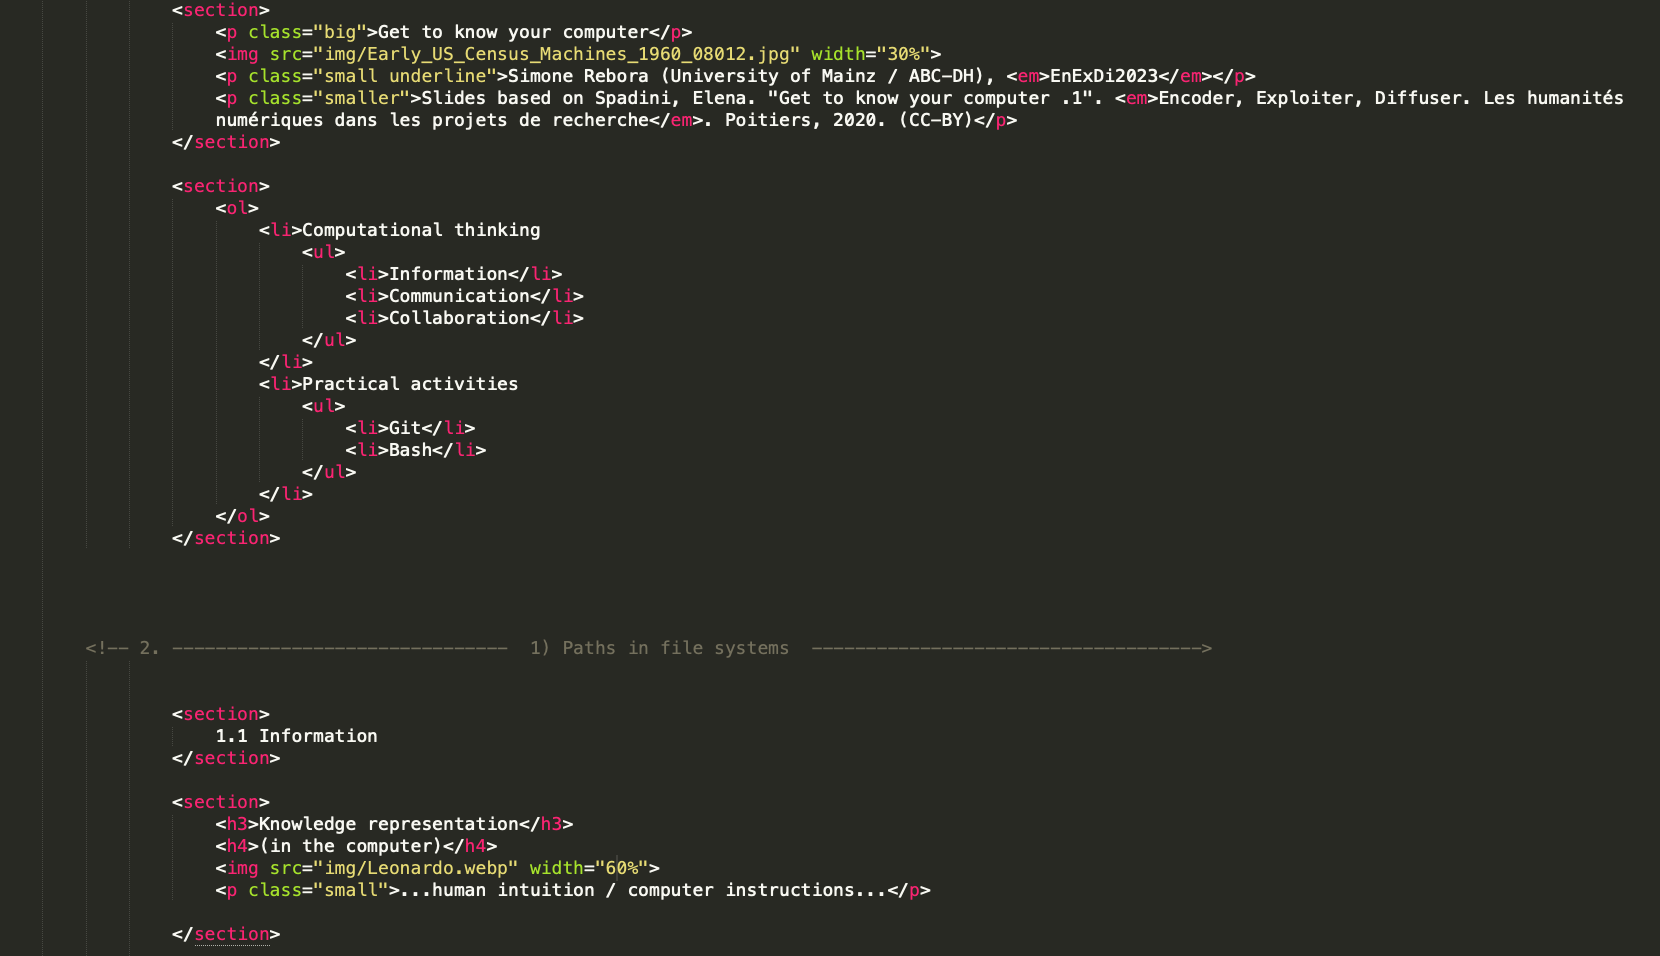 <section>
<p class="big">Get to know your computer</p>
<img src="img/Early_US_Census_Machines_1960_08012.jpg" width="30%">
<p class="small underline">Simone Rebora (University of Mainz / ABC-DH), <em>EnExDi2023</em></p>
<p class="smaller">Slides based on Spadini, Elena. "Get to know your computer .1". <em>Encoder, Exploiter, Diffuser. Les humanités
numériques dans les projets de recherche</em>. Poitiers, 2020. (CC-BY)</p>
</section>
<section>
<ol>
<li>Computational thinking
<ul>
<li>Information</li>
<li>Communication</li>
<li>Collaboration</li>
</ul>
</li>
<li>Practical activities
<ul>
<li>Git</li>
<li>Bash</li>
</ul>
</li>
</ol>
</section>
<!-- 2. ------------------------------- 1) Paths in file systems ------------------------------------>
<section>
1.1 Information
</section>
<section>
<h3>Knowledge representation</h3>
<h4>(in the computer)</h4>
<img src="img/Leonardo.webp" width="60%">
<p class="small">...human intuition / computer instructions...</p>
</section>